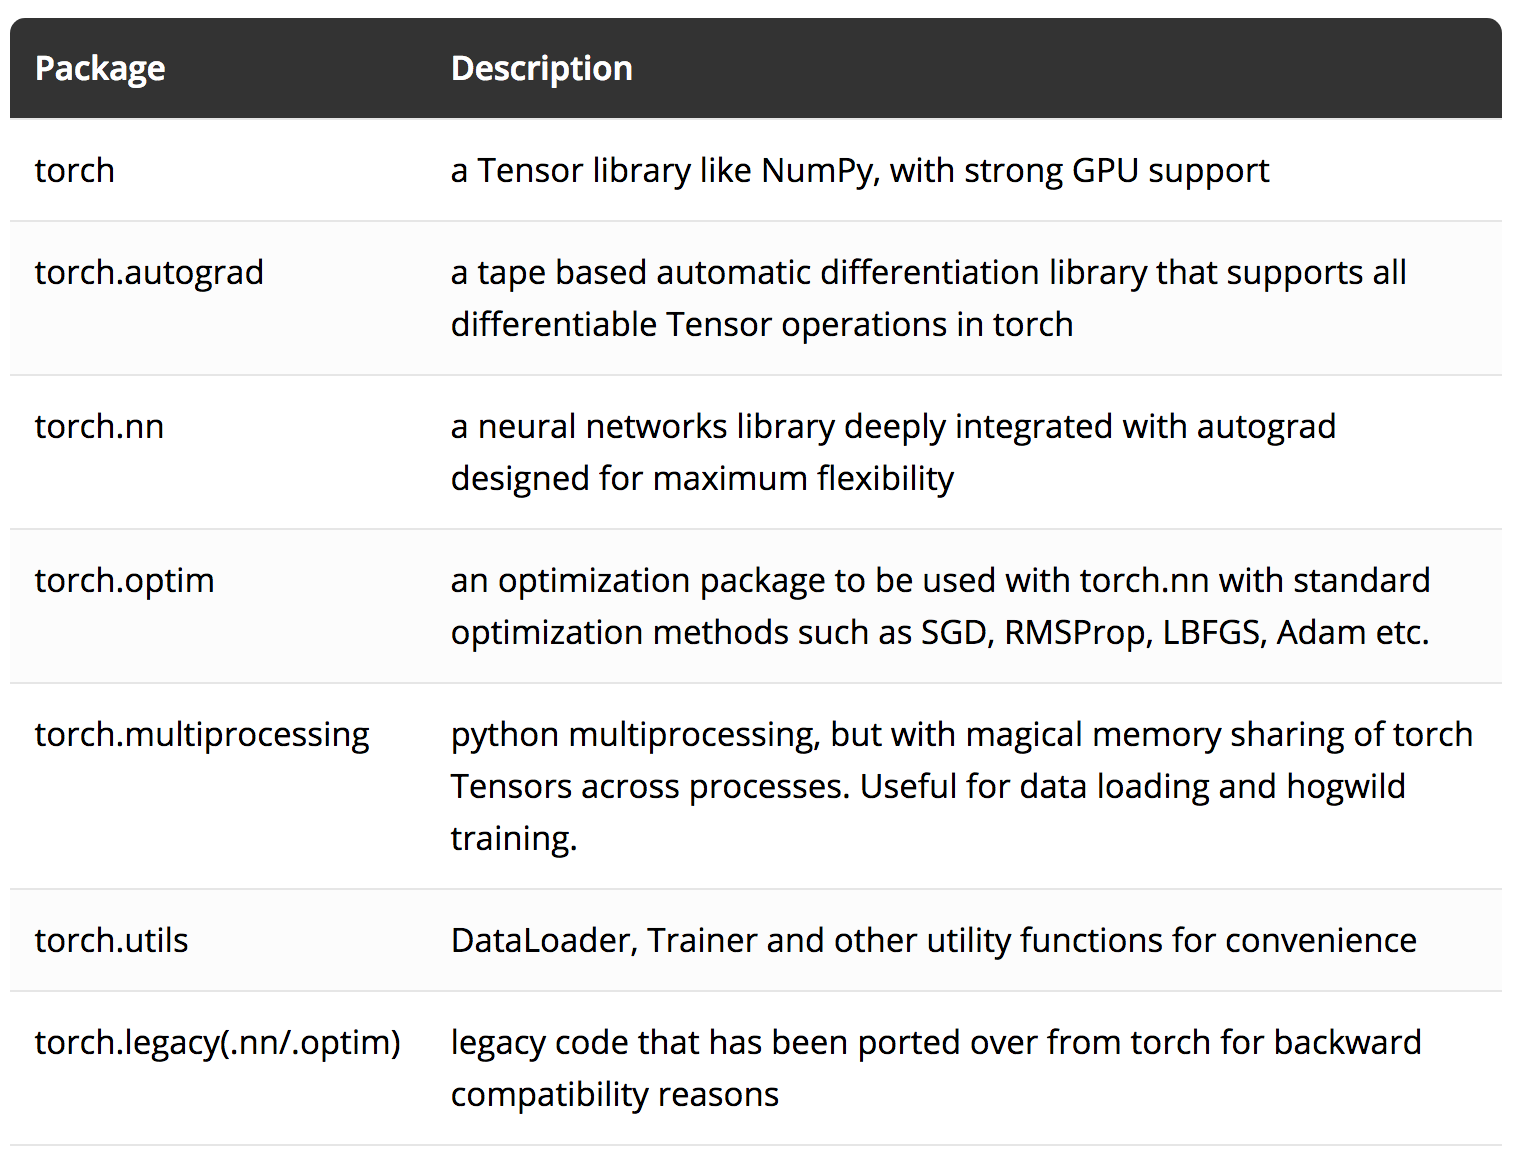 Package Description
torch a Tensor library like NumPy, with strong GPU support
torch.autograd a tape based automatic differentiation library that supports all
differentiable Tensor operations in torch
torch.nn a neural networks library deeply integrated with autograd
designed for maximum flexibility
torch.optim an optimization package to be used with torch.nn with standard
optimization methods such as SGD, RMSProp, LBFGS, Adam etc.
torch.multiprocessing python multiprocessing, but with magical memory sharing of torch
Tensors across processes. Useful for data loading and hogwild
training.
torch.utils DataLoader, Trainer and other utility functions for convenience
torch.legacy(.nn/.optim) legacy code that has been ported over from torch for backward
compatibility reasons